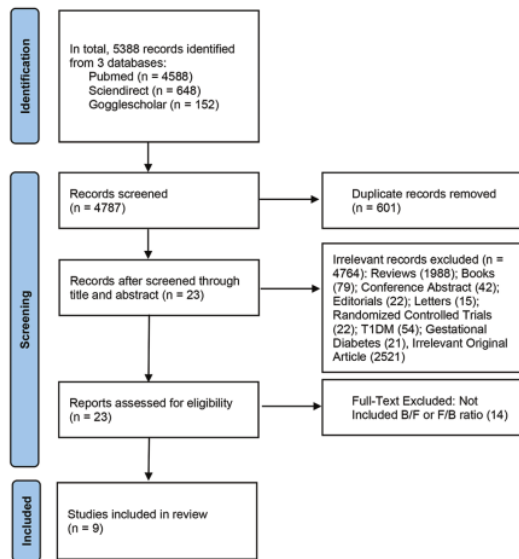 Identification
In total, 5388 records identified
from 3 databases:
Pubmed (n = 4588)
Sciendirect (n = 648)
Gogglescholar (n = 152)
Screening
Records screened
(n = 4787)
Duplicate records removed
(n = 601)
Records after screened through
title and abstract (n = 23)
Irrelevant records excluded (n =
4764): Reviews (1988); Books
(79); Conference Abstract (42);
Editorials (22); Letters (15);
Randomized Controlled Trials
(22); T1DM (54); Gestational
Diabetes (21), Irrelevant Original
Article (2521)
Reports assessed for eligibility
(n = 23)
Full-Text Excluded: Not
Included B/F or F/B ratio (14)
Included
Studies included in review
(n = 9)